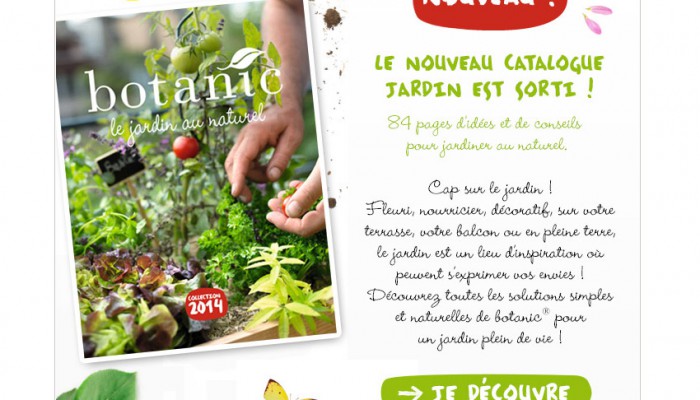 NOUVEAU !
botanic
le jardin au naturel
COLLECTION
2014
LE NOUVEAU CATALOGUE
JARDIN EST SORTI !
84 pages d'idées et de conseils
pour jardiner au naturel.
Cap sur le jardin !
Fleuri, nourricier, décoratif, sur votre
terrasse, votre balcon ou en pleine terre,
le jardin est un lieu d'inspiration où
peuvent s'exprimer vos envies !
Découvrez toutes les solutions simples
et naturelles de botanic® pour
un jardin plein de vie !
→ JE DÉCOUVRE